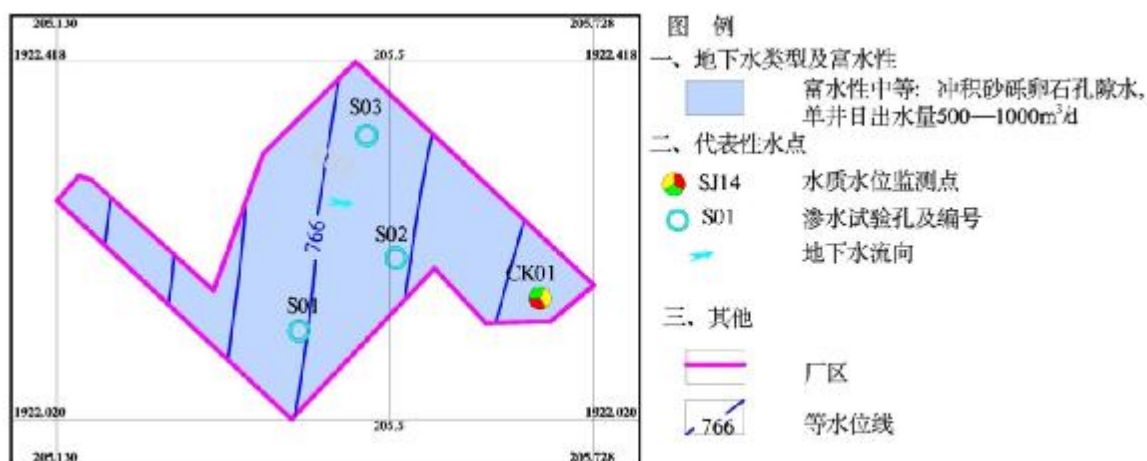 205.130
205.728
1922.418
205.5
1922.418
S03
766
S02
CK01
S01
1922.020
205.5
1922.020
205.130
205.728
图 例
一、地下水类型及富水性
富水性中等: 冲积砂砾卵石孔隙水,
单井日出水量500—1000m³/d
二、代表性水点
SJ14 水质水位监测点
S01 渗水试验孔及编号
地下水流向
三、其他
厂区
766 等水位线